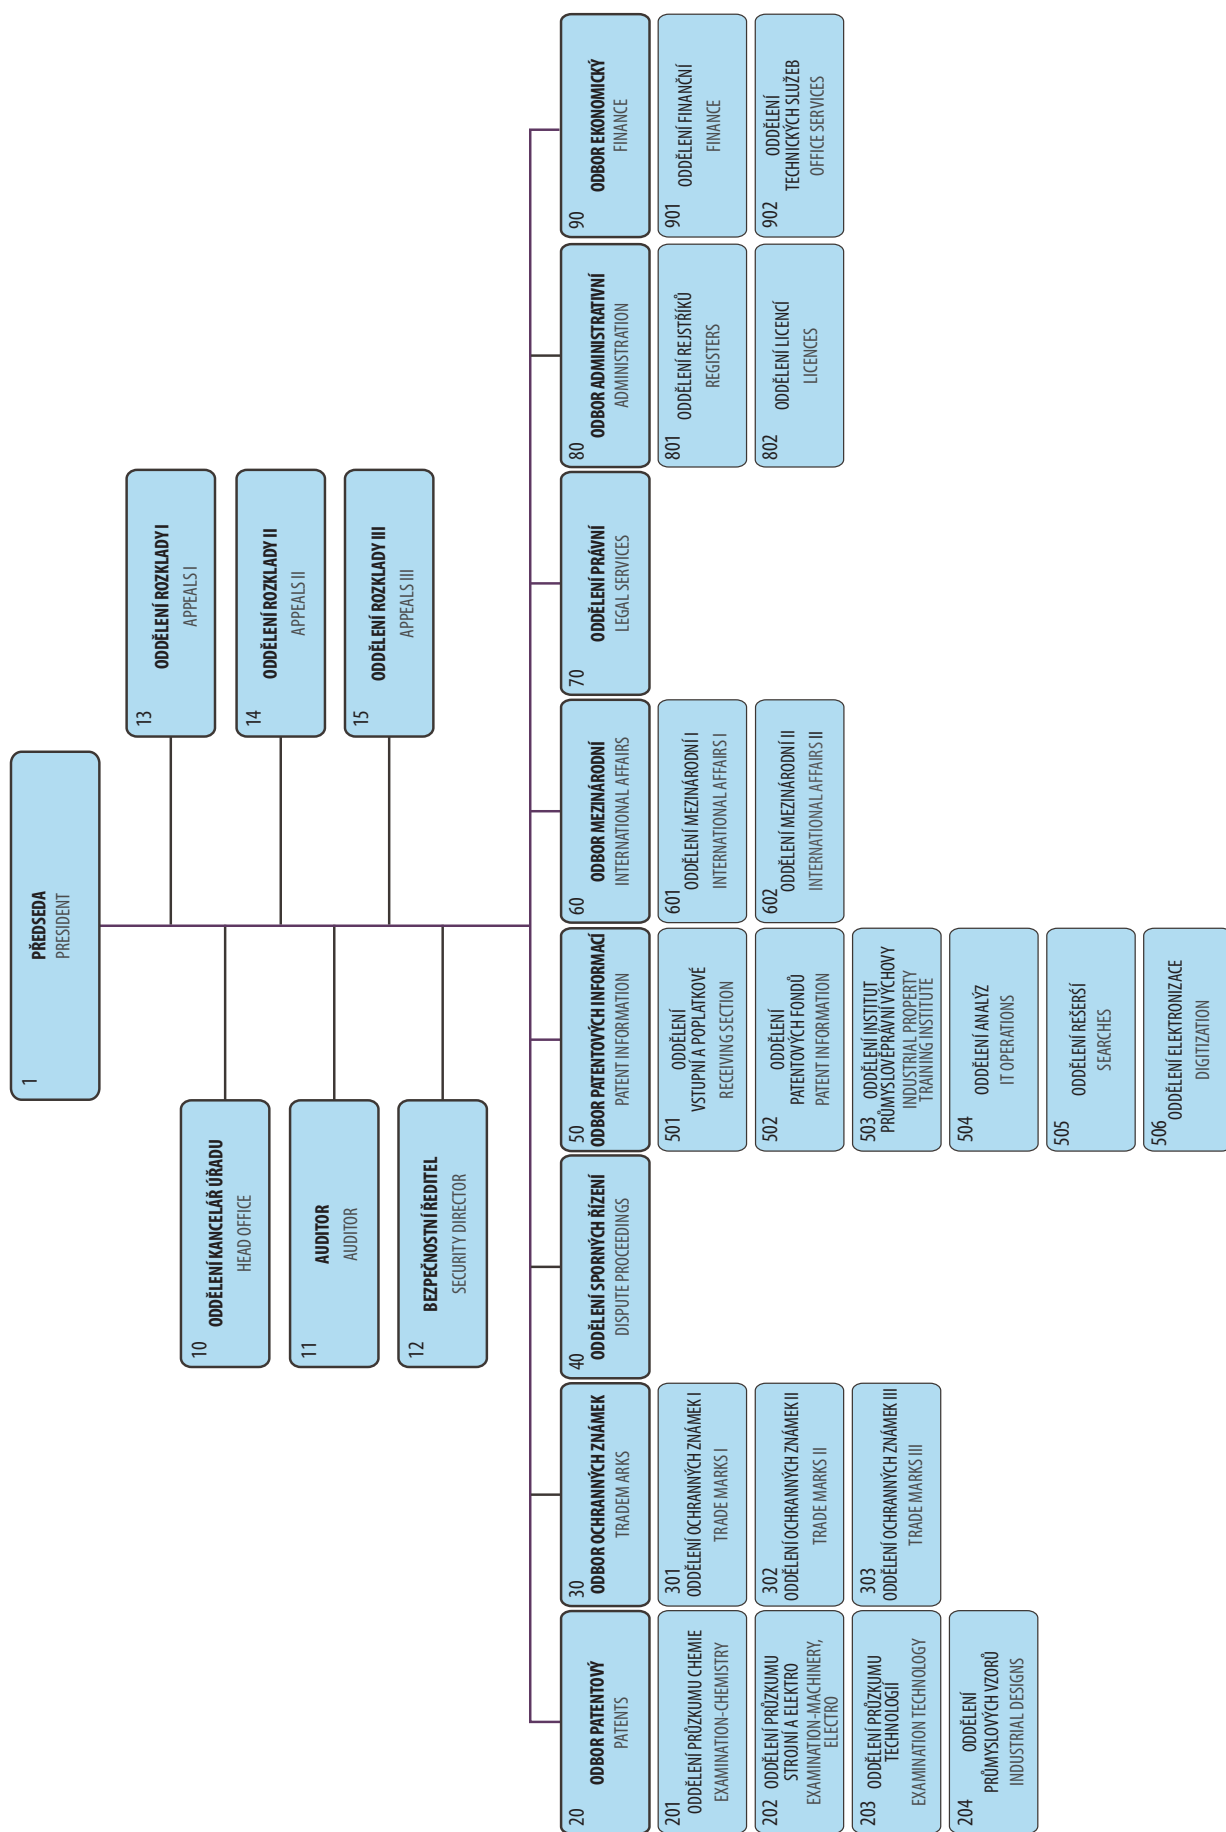 1
PŘEDSEDA
PRESIDENT
13
ODDĚLENÍ ROZKLADY I
APPEALS I
10
ODDĚLENÍ KANCELÁŘ ÚŘADU
HEAD OFFICE
14
ODDĚLENÍ ROZKLADY II
APPEALS II
11
AUDITOR
AUDITOR
15
ODDĚLENÍ ROZKLADY III
APPEALS III
12
BEZPEČNOSTNÍ ŘEDITEL
SECURITY DIRECTOR
20
ODBOR PATENTOVÝ
PATENTS
201
ODDĚLENÍ PRŮZKUMU CHEMIE
EXAMINATION-CHEMISTRY
202
ODDĚLENÍ PRŮZKUMU
STROJNÍ A ELEKTRO
EXAMINATION-MACHINERY,
ELECTRO
203
ODDĚLENÍ PRŮZKUMU
TECHNOLOGIÍ
EXAMINATION TECHNOLOGY
204
ODDĚLENÍ
PRŮMYSLOVÝCH VZORŮ
INDUSTRIAL DESIGNS
30
ODBOR OCHRANNÝCH ZNÁMEK
TRADEM ARKS
301
ODDĚLENÍ OCHRANNÝCH ZNÁMEK I
TRADE MARKS I
302
ODDĚLENÍ OCHRANNÝCH ZNÁMEK II
TRADE MARKS II
303
ODDĚLENÍ OCHRANNÝCH ZNÁMEK III
TRADE MARKS III
40
ODDĚLENÍ SPORNÝCH ŘÍZENÍ
DISPUTE PROCEEDINGS
50
ODBOR PATENTOVÝCH INFORMACÍ
PATENT INFORMATION
501
ODDĚLENÍ
VSTUPNÍ A POPLATKOVÉ
RECEIVING SECTION
502
ODDĚLENÍ
PATENTOVÝCH FONDŮ
PATENT INFORMATION
503
ODDĚLENÍ INSTITUT
PRŮMYSLOVĚPRÁVNÍ VÝCHOVY
INDUSTRIAL PROPERTY
TRAINING INSTITUTE
504
ODDĚLENÍ ANALÝZ
IT OPERATIONS
505
ODDĚLENÍ REŠERŠÍ
SEARCHES
506
ODDĚLENÍ ELEKTRONIZACE
DIGITIZATION
60
ODBOR MEZINÁRODNÍ
INTERNATIONAL AFFAIRS
601
ODDĚLENÍ MEZINÁRODNÍ I
INTERNATIONAL AFFAIRS I
602
ODDĚLENÍ MEZINÁRODNÍ II
INTERNATIONAL AFFAIRS II
70
ODDĚLENÍ PRÁVNÍ
LEGAL SERVICES
80
ODBOR ADMINISTRATIVNÍ
ADMINISTRATION
801
ODDĚLENÍ REJSTŘÍKŮ
REGISTERS
802
ODDĚLENÍ LICENCÍ
LICENCES
90
ODBOR EKONOMICKÝ
FINANCE
901
ODDĚLENÍ FINANČNÍ
FINANCE
902
ODDĚLENÍ
TECHNICKÝCH SLUŽEB
OFFICE SERVICES